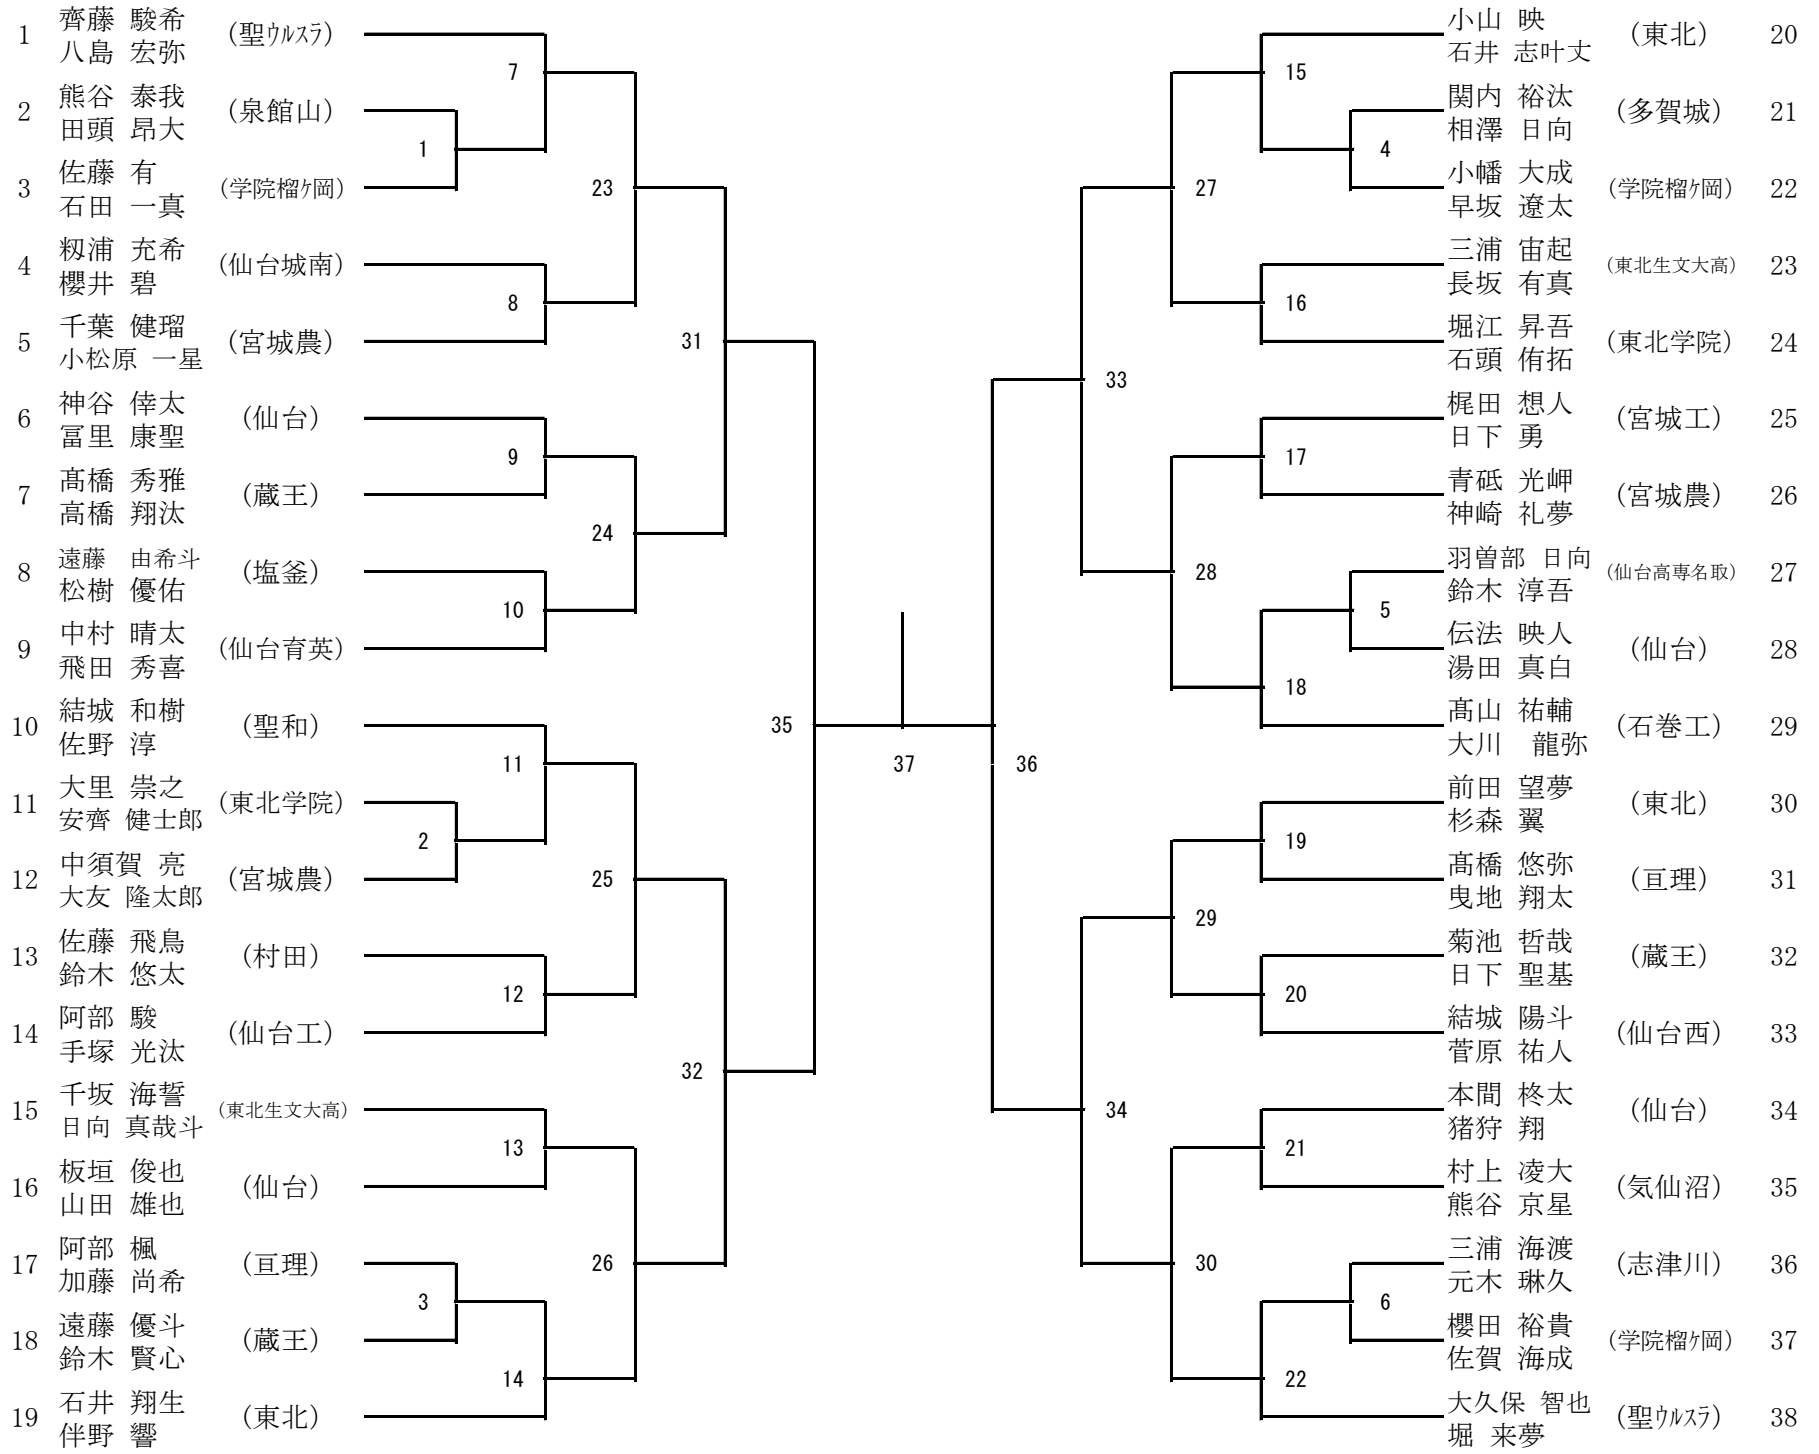 1 齊藤 駿希 (聖ウルスラ)
八島 宏弥
2 熊谷 泰我 (泉館山)
田頭 昂大
3 佐藤 有 (学院榴ケ岡)
石田 一真
4 籾浦 充希 (仙台城南)
櫻井 碧
5 千葉 健瑠 (宮城農)
小松原 一星
6 神谷 倖太 (仙台)
冨里 康聖
7 髙橋 秀雅 (蔵王)
高橋 翔汰
8 遠藤 由希斗 (塩釜)
松樹 優佑
9 中村 晴太 (仙台育英)
飛田 秀喜
10 結城 和樹 (聖和)
佐野 淳
11 大里 崇之 (東北学院)
安齊 健士郎
12 中須賀 亮 (宮城農)
大友 隆太郎
13 佐藤 飛鳥 (村田)
鈴木 悠太
14 阿部 駿 (仙台工)
手塚 光汰
15 千坂 海誓 (東北生文大高)
日向 真哉斗
16 板垣 俊也 (仙台)
山田 雄也
17 阿部 楓 (亘理)
加藤 尚希
18 遠藤 優斗 (蔵王)
鈴木 賢心
19 石井 翔生 (東北)
伴野 響
7
1
23
8
31
9
24
10
35
11
2
25
12
32
13
26
3
14
37
36
15
4
27
16
33
17
28
5
18
19
29
20
34
21
30
6
22
小山 映 (東北) 20
石井 志叶丈
関内 裕汰 (多賀城) 21
相澤 日向
小幡 大成 (学院榴ケ岡) 22
早坂 遼太
三浦 宙起 (東北生文大高) 23
長坂 有真
堀江 昇吾 (東北学院) 24
石頭 侑拓
梶田 想人 (宮城工) 25
日下 勇
青砥 光岬 (宮城農) 26
神崎 礼夢
羽曽部 日向 (仙台高専名取) 27
鈴木 淳吾
伝法 映人 (仙台) 28
湯田 真白
髙山 祐輔 (石巻工) 29
大川 龍弥
前田 望夢 (東北) 30
杉森 翼
髙橋 悠弥 (亘理) 31
曳地 翔太
菊池 哲哉 (蔵王) 32
日下 聖基
結城 陽斗 (仙台西) 33
菅原 祐人
本間 柊太 (仙台) 34
猪狩 翔
村上 凌大 (気仙沼) 35
熊谷 京星
三浦 海渡 (志津川) 36
元木 琳久
櫻田 裕貴 (学院榴ケ岡) 37
佐賀 海成
大久保 智也 (聖ウルスラ) 38
堀 来夢